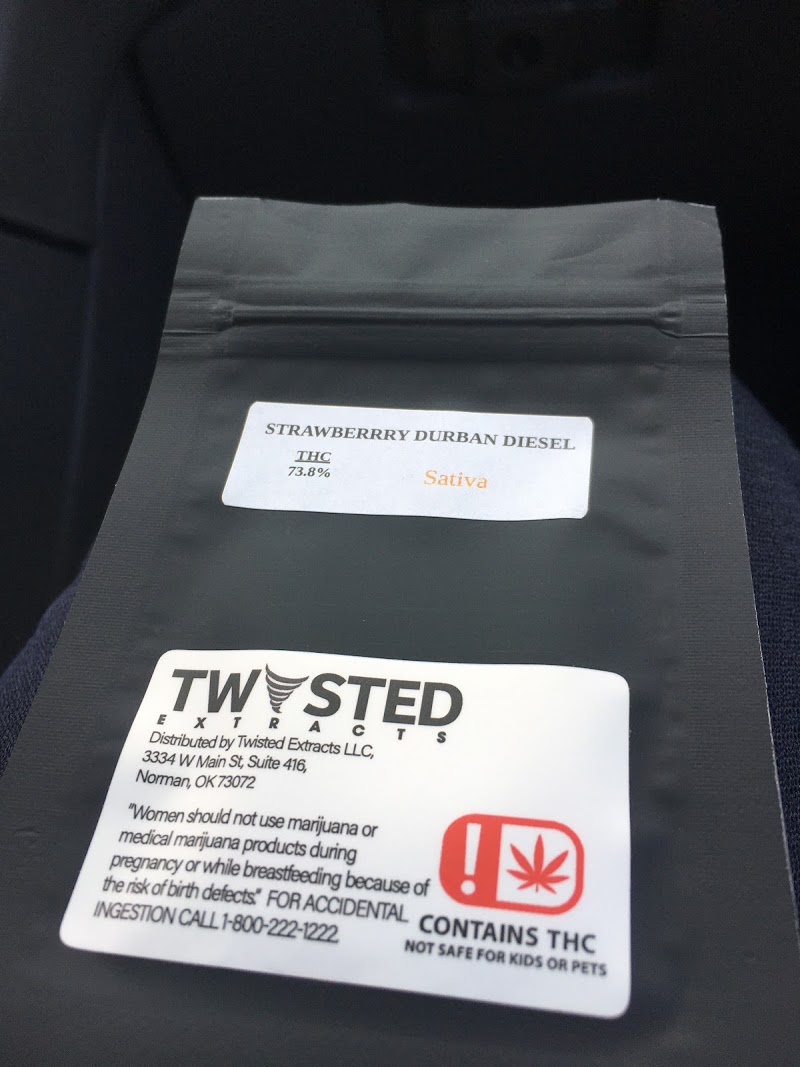 STRAWBERRRY DURBAN DIESEL
THC
73.8%
Sativa
TWISTED
EXTRACTS
Distributed by Twisted Extracts LLC,
3334 W Main St, Suite 416,
Norman, OK 73072
"Women should not use marijuana or
medical marijuana products during
pregnancy or while breastfeeding because of
the risk of birth defects." FOR ACCIDENTAL
INGESTION CALL 1-800-222-1222
!
CONTAINS THC
NOT SAFE FOR KIDS OR PETS